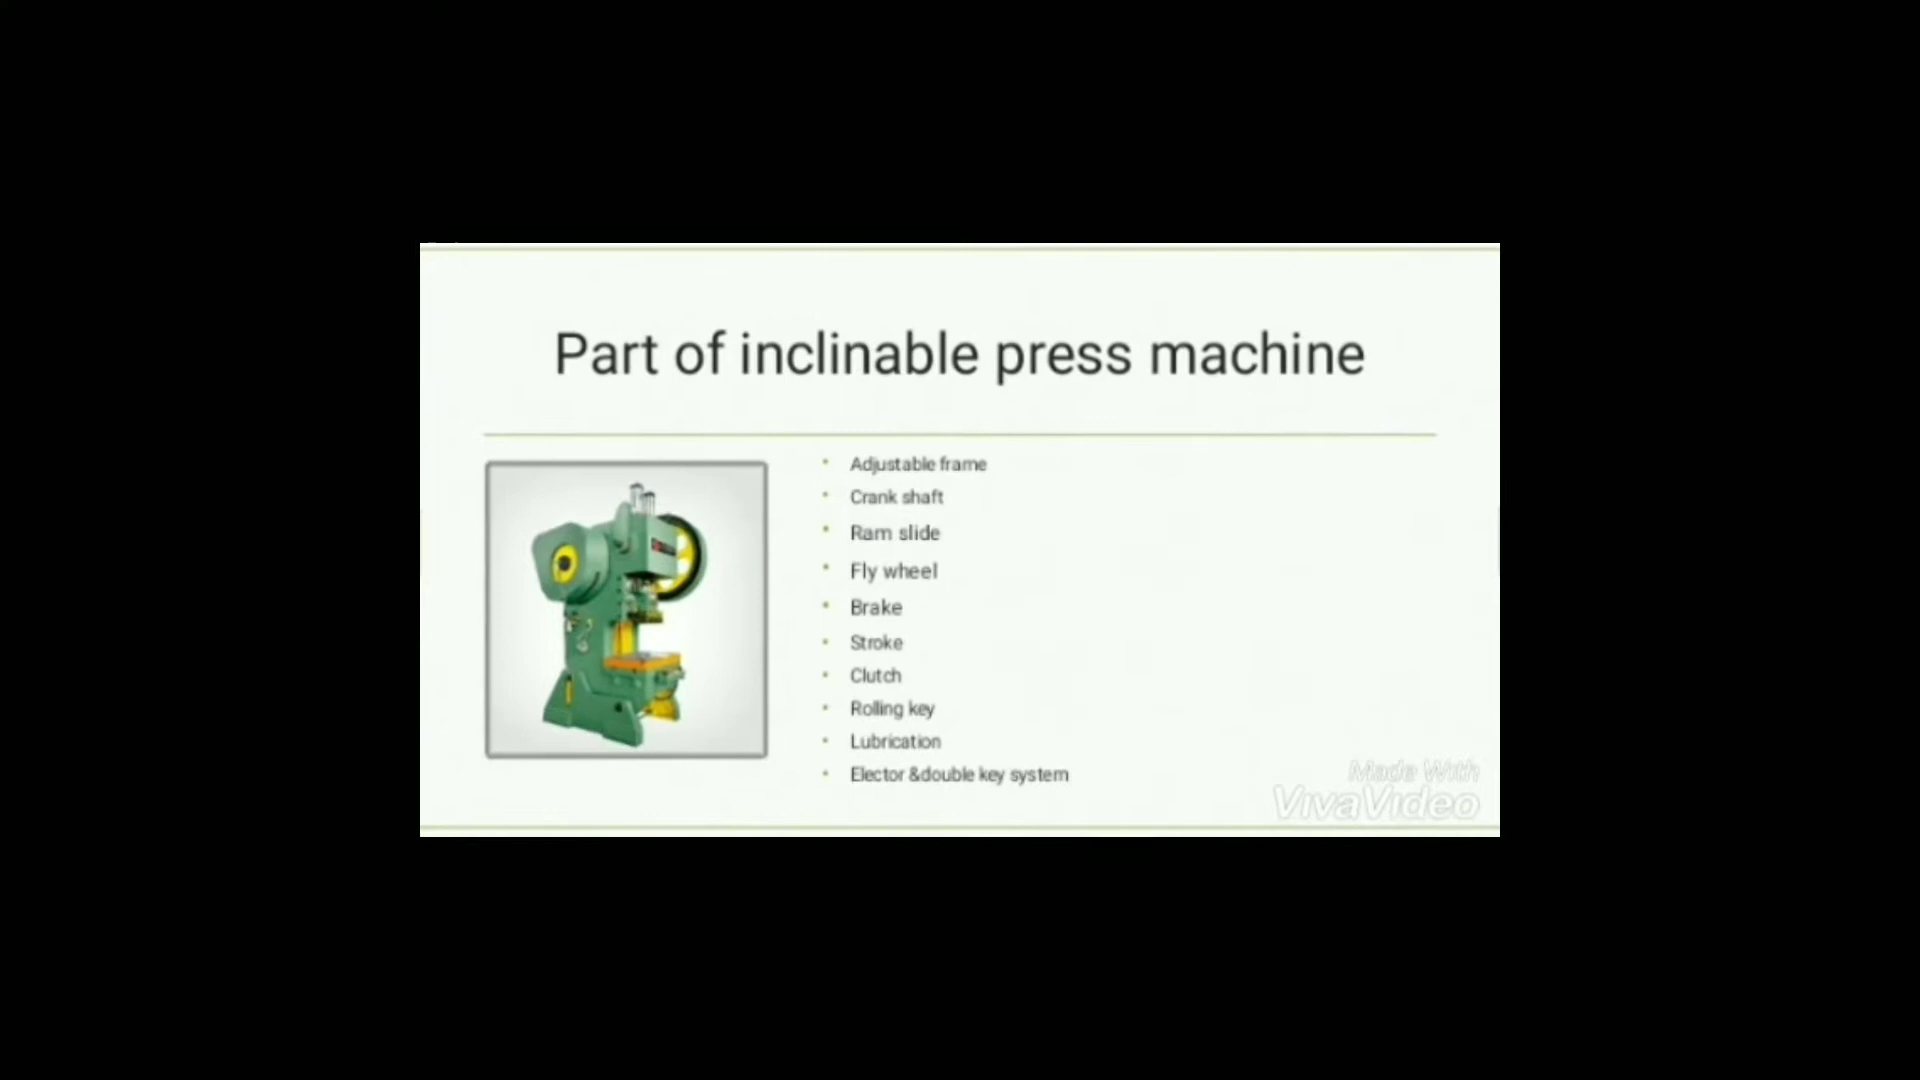 Part of inclinable press machine
Adjustable frame
Crank shaft
Ram slide
Fly wheel
Brake
Stroke
Clutch
Rolling key
Lubrication
Elector &double key system
Made With
VivaVideo